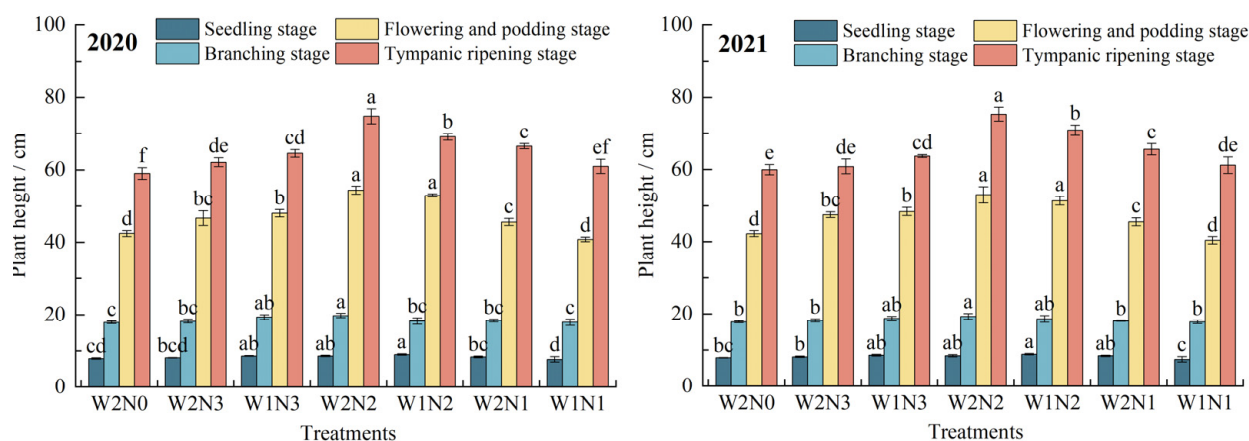 100
80
60
40
20
0
Plant height / cm
2020
Seedling stage
Flowering and podding stage
Branching stage
Tympanic ripening stage
cd c d f
bcd bc bc de
ab ab b cd
ab a a a
a bc a b
ab bc c c
d c d ef
W2N0 W2N3 W1N3 W2N2 W1N2 W2N1 W1N1
Treatments
100
80
60
40
20
0
Plant height / cm
2021
Seedling stage
Flowering and podding stage
Branching stage
Tympanic ripening stage
bc b d e
ab b bc de
ab ab b cd
ab a a a
a ab a b
ab b c c
c b d de
W2N0 W2N3 W1N3 W2N2 W1N2 W2N1 W1N1
Treatments